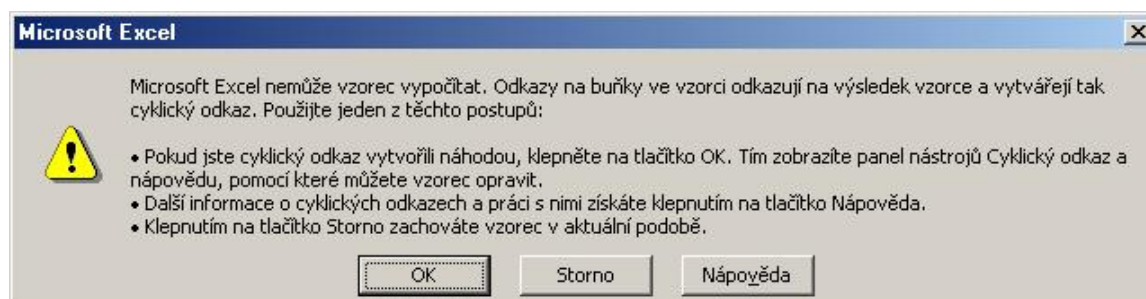 Microsoft Excel
Microsoft Excel nemůže vzorec vypočítat. Odkazy na buňky ve vzorci odkazují na výsledek vzorce a vytvářejí tak
cyklický odkaz. Použijte jeden z těchto postupů:
• Pokud jste cyklický odkaz vytvořili náhodou, klepněte na tlačítko OK. Tím zobrazíte panel nástrojů Cyklický odkaz a
nápovědu, pomocí které můžete vzorec opravit.
• Další informace o cyklických odkazech a práci s nimi získáte klepnutím na tlačítko Nápověda.
• Klepnutím na tlačítko Storno zachováte vzorec v aktuální podobě.
OK Storno Nápověda